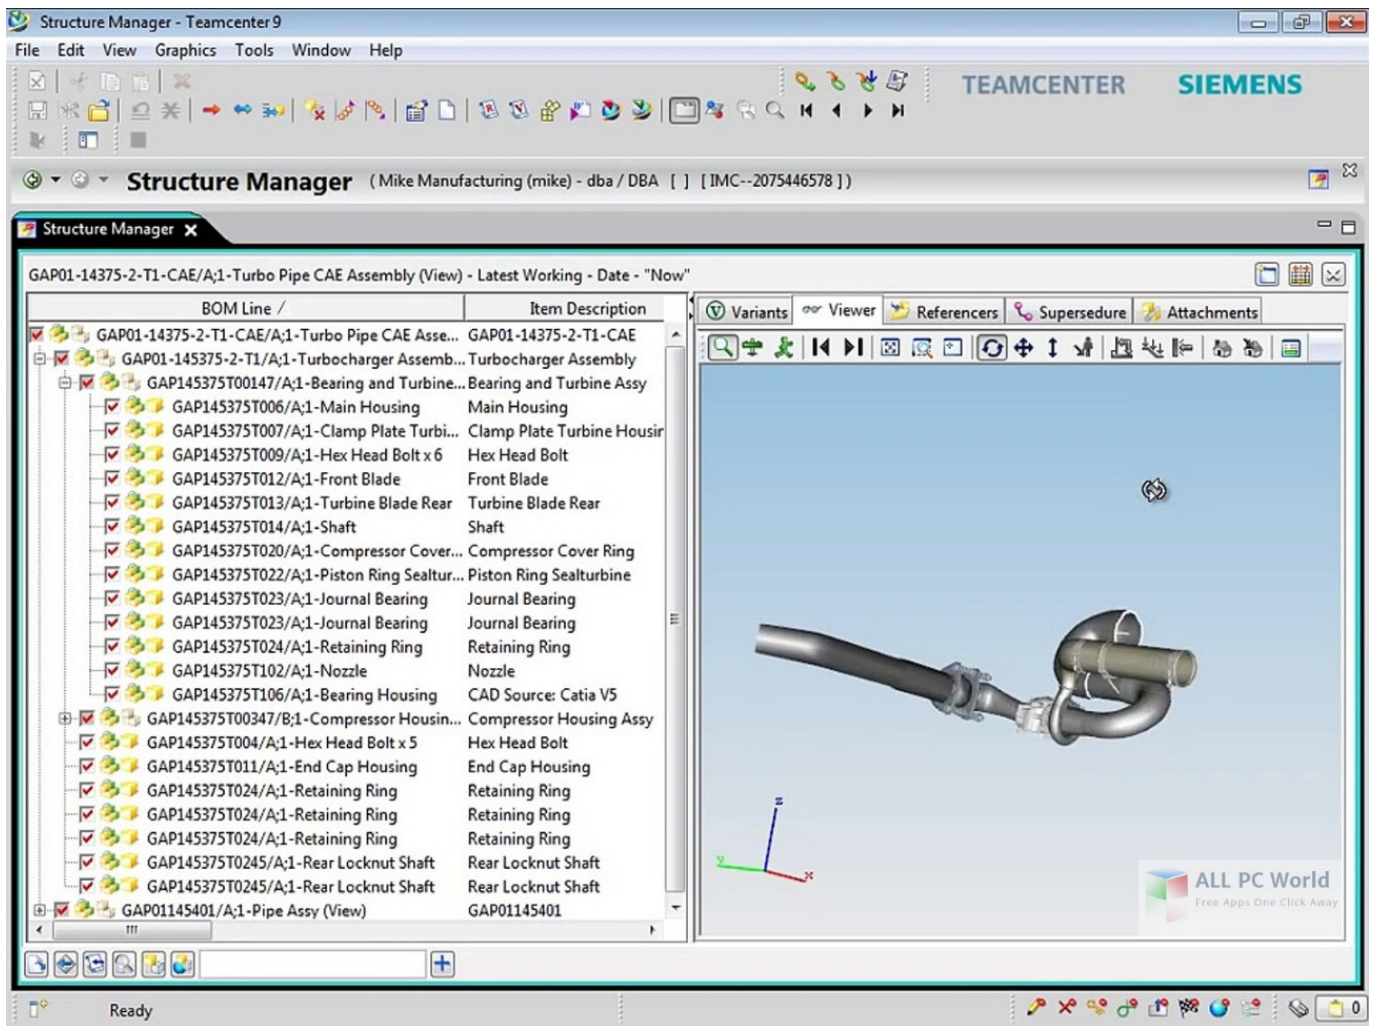 Structure Manager - Teamcenter 9
File Edit View Graphics Tools Window Help
TEAMCENTER SIEMENS
Structure Manager ( Mike Manufacturing (mike) - dba / DBA [ ] [ IMC--2075446578 ] )
Structure Manager
GAP01-14375-2-T1-CAE/A;1-Turbo Pipe CAE Assembly (View) - Latest Working - Date - "Now"
BOM Line Item Description
Variants Viewer Referencers Supersedure Attachments
GAP01-14375-2-T1-CAE/A;1-Turbo Pipe CAE Asse... GAP01-14375-2-T1-CAE
GAP01-145375-2-T1/A;1-Turbocharger Assemb... Turbocharger Assembly
GAP145375T00147/A;1-Bearing and Turbine... Bearing and Turbine Assy
GAP145375T006/A;1-Main Housing Main Housing
GAP145375T007/A;1-Clamp Plate Turbi... Clamp Plate Turbine Housir
GAP145375T009/A;1-Hex Head Bolt x 6 Hex Head Bolt
GAP145375T012/A;1-Front Blade Front Blade
GAP145375T013/A;1-Turbine Blade Rear Turbine Blade Rear
GAP145375T014/A;1-Shaft Shaft
GAP145375T020/A;1-Compressor Cover... Compressor Cover Ring
GAP145375T022/A;1-Piston Ring Sealtur... Piston Ring Sealturbine
GAP145375T023/A;1-Journal Bearing Journal Bearing
GAP145375T023/A;1-Journal Bearing Journal Bearing
GAP145375T024/A;1-Retaining Ring Retaining Ring
GAP145375T102/A;1-Nozzle Nozzle
GAP145375T106/A;1-Bearing Housing CAD Source: Catia V5
GAP145375T00347/B;1-Compressor Housin... Compressor Housing Assy
GAP145375T004/A;1-Hex Head Bolt x 5 Hex Head Bolt
GAP145375T011/A;1-End Cap Housing End Cap Housing
GAP145375T024/A;1-Retaining Ring Retaining Ring
GAP145375T024/A;1-Retaining Ring Retaining Ring
GAP145375T024/A;1-Retaining Ring Retaining Ring
GAP145375T0245/A;1-Rear Locknut Shaft Rear Locknut Shaft
GAP145375T0245/A;1-Rear Locknut Shaft Rear Locknut Shaft
GAP01145401/A;1-Pipe Assy (View) GAP01145401
z
y
x
ALL PC World
Free Apps One Click Away
Ready
0